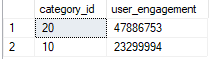 category_id user_engagement
1 20 47886753
2 10 23299994